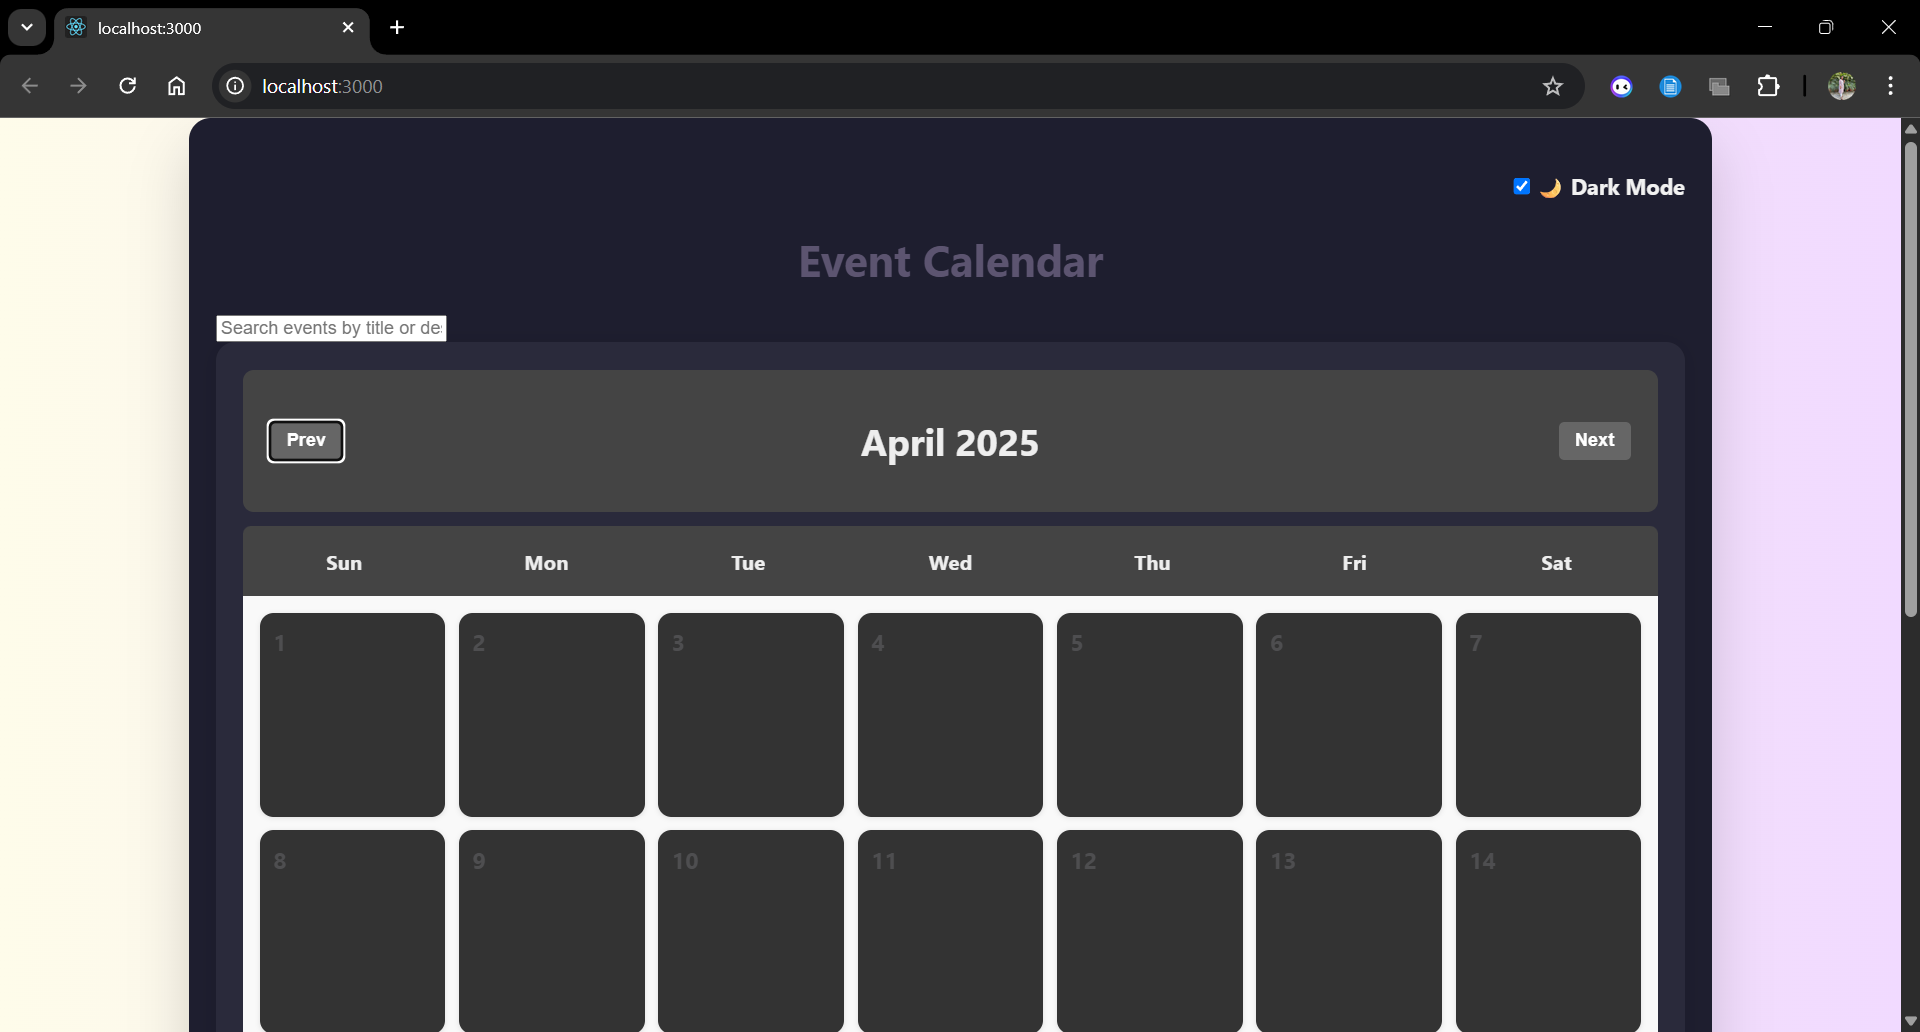 localhost:3000
localhost:3000
🌙 Dark Mode
Event Calendar
Search events by title or de
Prev
April 2025
Next
Sun Mon Tue Wed Thu Fri Sat
1 2 3 4 5 6 7
8 9 10 11 12 13 14